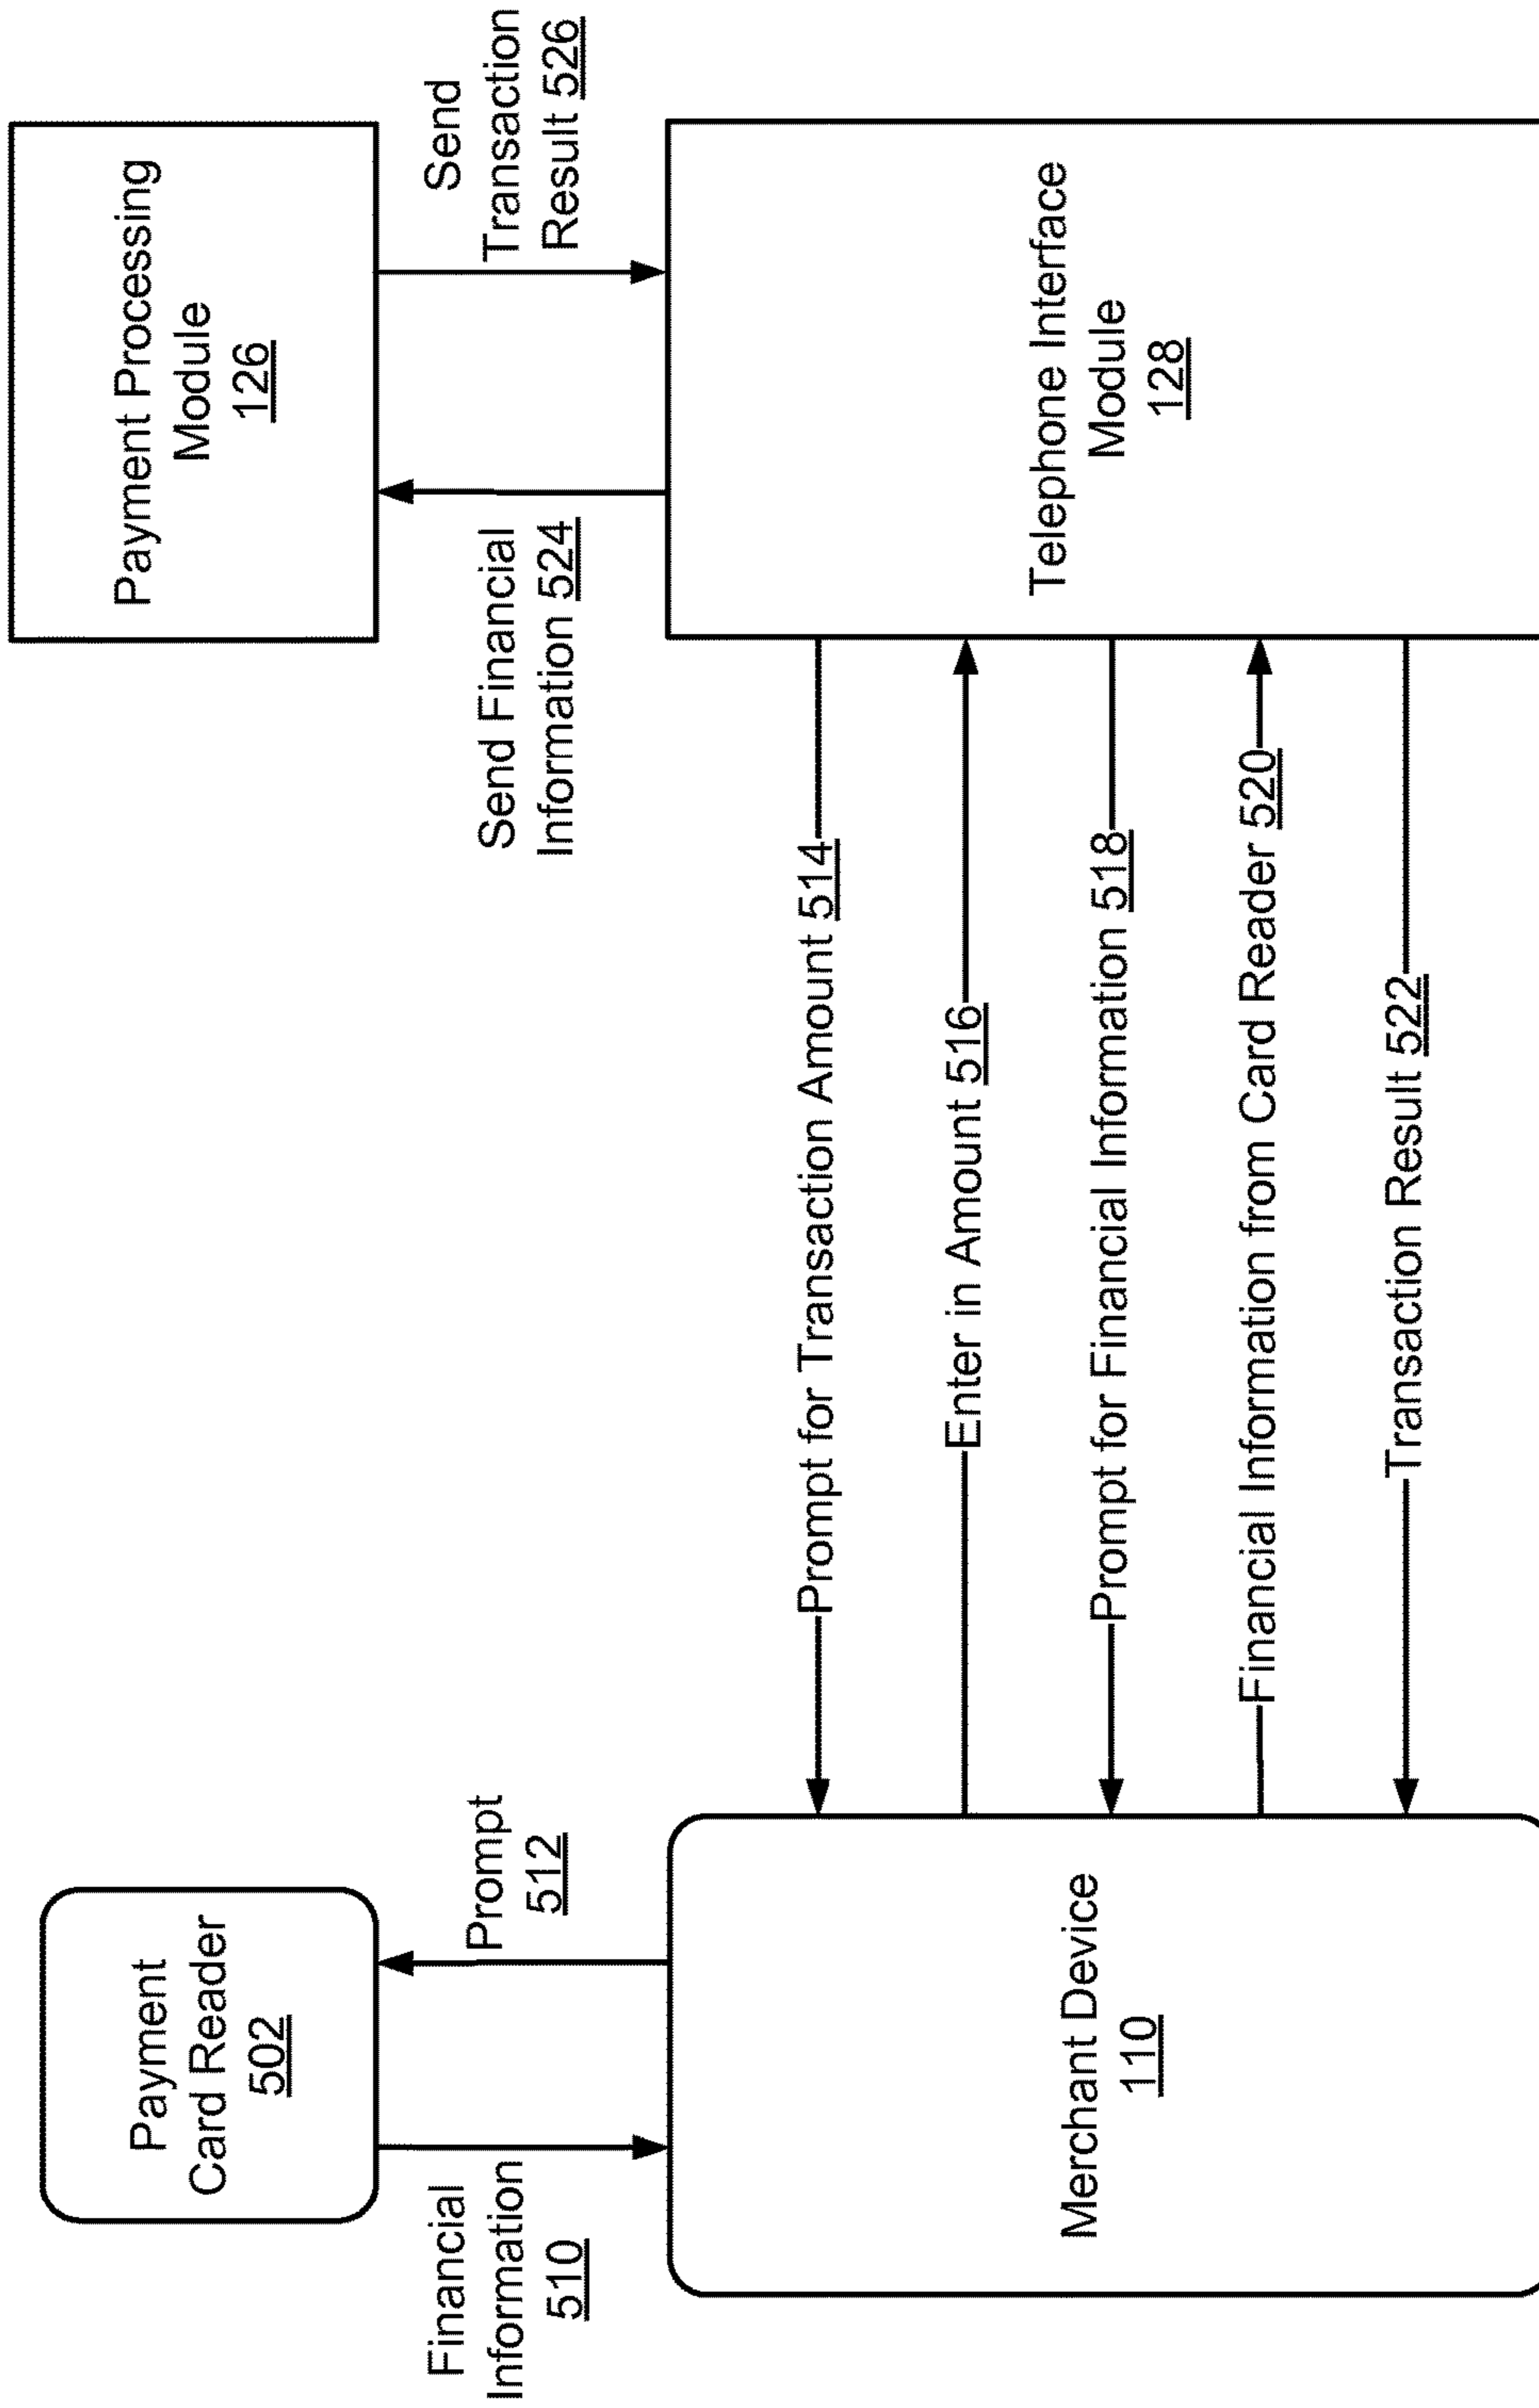 Payment
Card Reader
502
Financial
Information
510
Prompt
512
Merchant Device
110
Payment Processing
Module
126
Send Financial
Information 524
Send
Transaction
Result 526
Telephone Interface
Module
128
Prompt for Transaction Amount 514
Enter in Amount 516
Prompt for Financial Information 518
Financial Information from Card Reader 520
Transaction Result 522